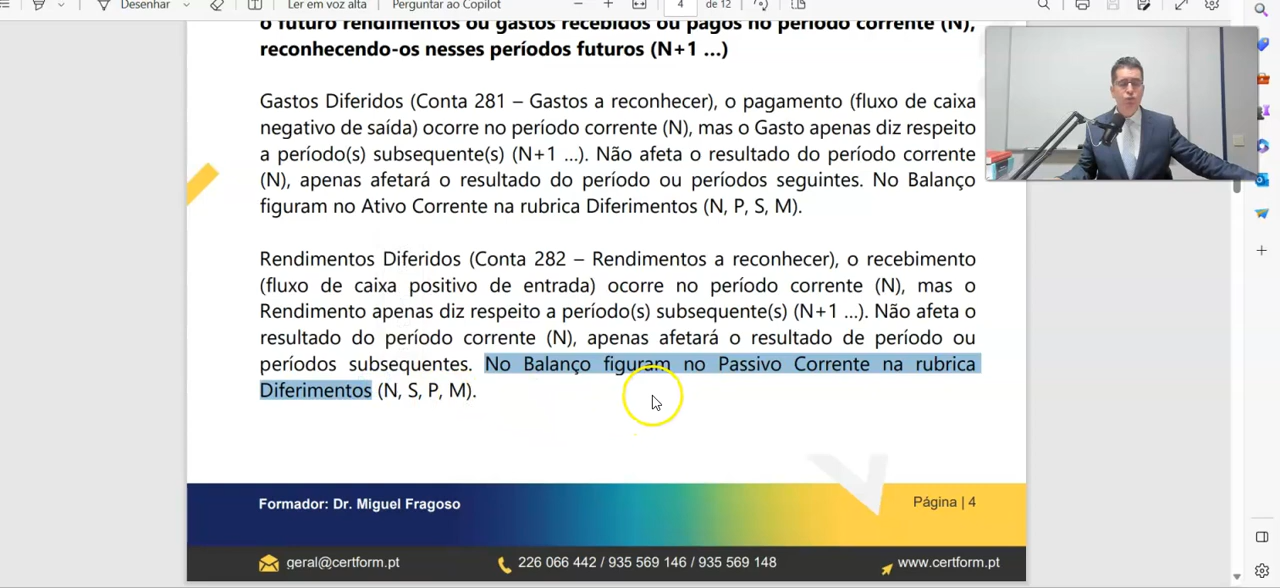 Desenhar
Ler em voz alta
Perguntar ao Copilot
4
de 12
o futuro rendimentos ou gastos recebidos ou pagos no período corrente (N),
reconhecendo-os nesses períodos futuros (N+1 ...)
Gastos Diferidos (Conta 281 – Gastos a reconhecer), o pagamento (fluxo de caixa
negativo de saída) ocorre no período corrente (N), mas o Gasto apenas diz respeito
a período(s) subsequente(s) (N+1 ...). Não afeta o resultado do período corrente
(N), apenas afetará o resultado do período ou períodos seguintes. No Balanço
figuram no Ativo Corrente na rubrica Diferimentos (N, P, S, M).
Rendimentos Diferidos (Conta 282 – Rendimentos a reconhecer), o recebimento
(fluxo de caixa positivo de entrada) ocorre no período corrente (N), mas o
Rendimento apenas diz respeito a período(s) subsequente(s) (N+1 ...). Não afeta o
resultado do período corrente (N), apenas afetará o resultado de período ou
períodos subsequentes. No Balanço figuram no Passivo Corrente na rubrica
Diferimentos (N, S, P, M).
Formador: Dr. Miguel Fragoso
Página | 4
geral@certform.pt
226 066 442 / 935 569 146 / 935 569 148
www.certform.pt